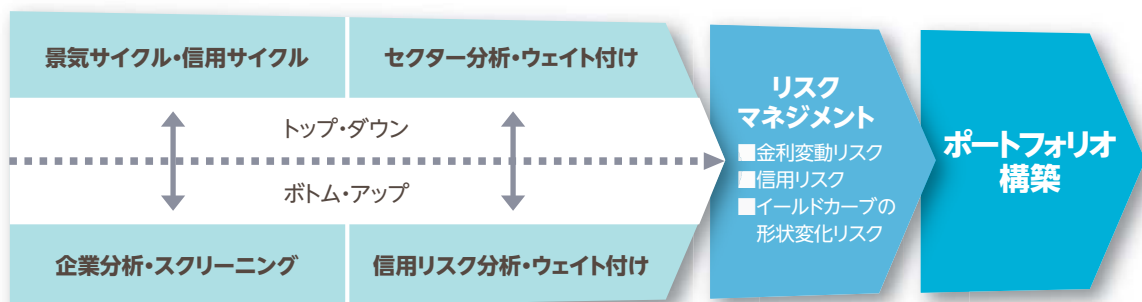 景気サイクル・信用サイクル
セクター分析・ウェイト付け
トップ・ダウン
ボトム・アップ
企業分析・スクリーニング
信用リスク分析・ウェイト付け
リスク
マネジメント
■金利変動リスク
■信用リスク
■イールドカーブの
形状変化リスク
ポートフォリオ
構築